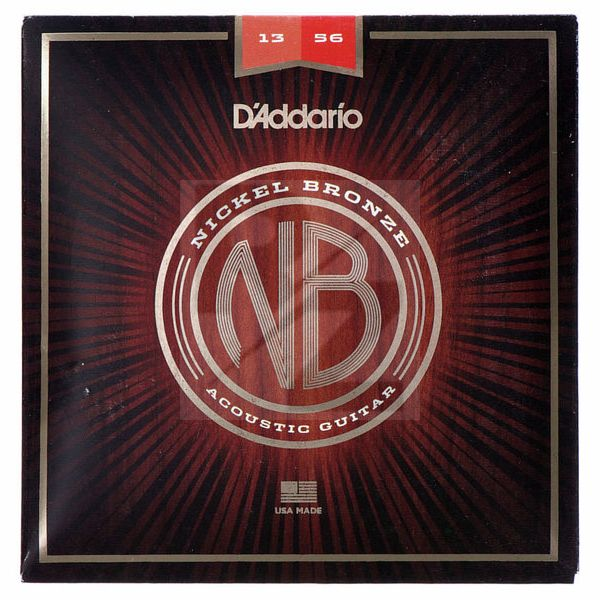 13 56
D'Addario
NICKEL BRONZE
NB
ACOUSTIC GUITAR
USA MADE